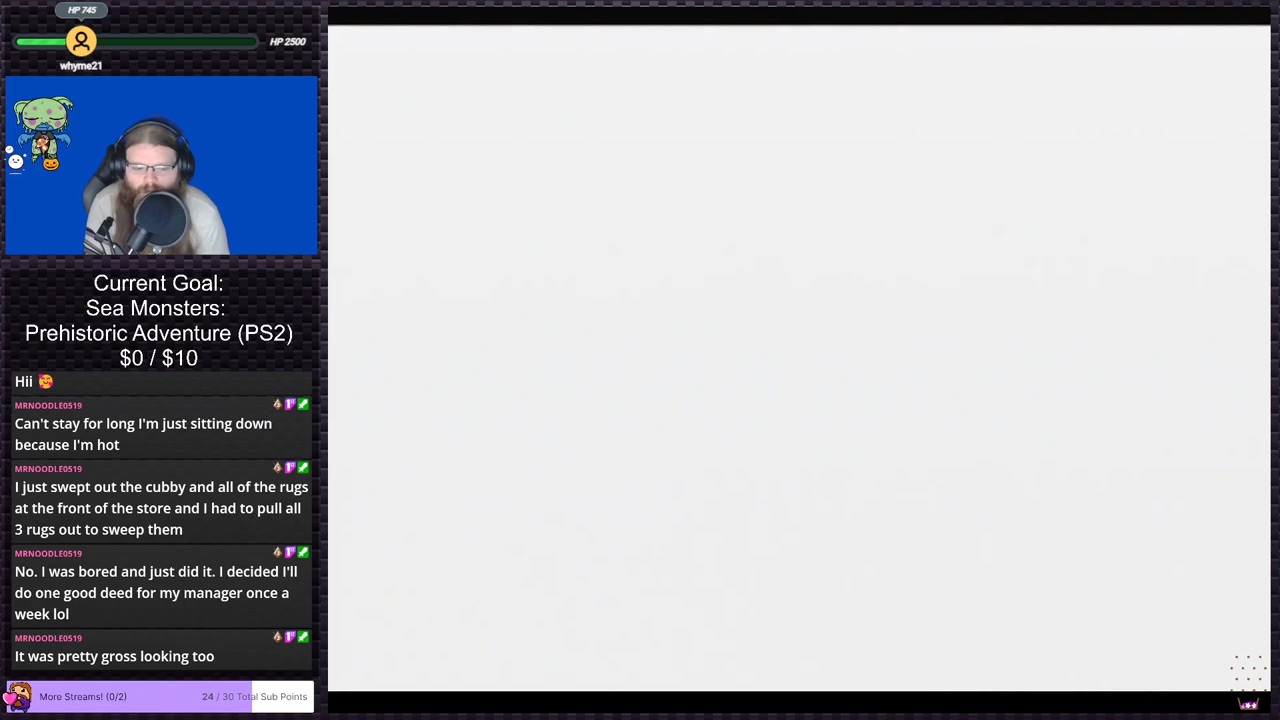 HP 745
HP 2500
whyme21
Current Goal:
Sea Monsters:
Prehistoric Adventure (PS2)
$0 / $10
Hii 🥰
MRNOODLE0519
Can't stay for long I'm just sitting down
because I'm hot
MRNOODLE0519
I just swept out the cubby and all of the rugs
at the front of the store and I had to pull all
3 rugs out to sweep them
MRNOODLE0519
No. I was bored and just did it. I decided I'll
do one good deed for my manager once a
week lol
MRNOODLE0519
It was pretty gross looking too
More Streams! (0/2)
24 / 30 Total Sub Points